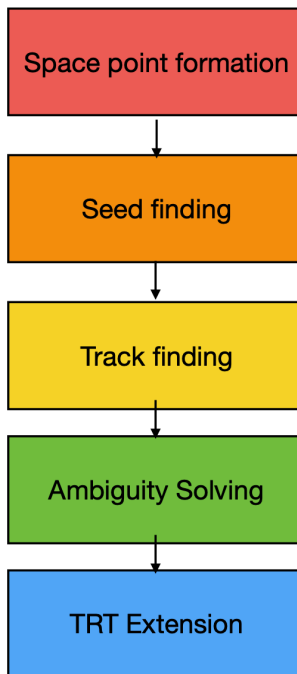 Space point formation
Seed finding
Track finding
Ambiguity Solving
TRT Extension